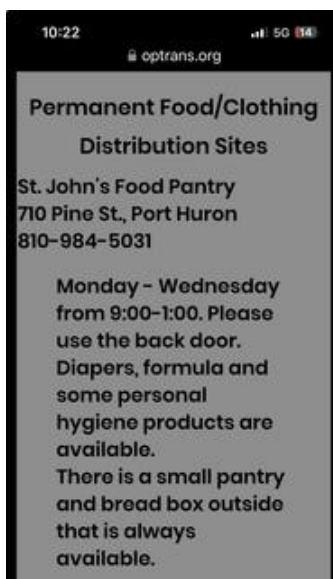 10:22
5G 14
optrans.org
Permanent Food/Clothing
Distribution Sites
St. John's Food Pantry
710 Pine St., Port Huron
810-984-5031
Monday - Wednesday
from 9:00-1:00. Please
use the back door.
Diapers, formula and
some personal
hygiene products are
available.
There is a small pantry
and bread box outside
that is always
available.